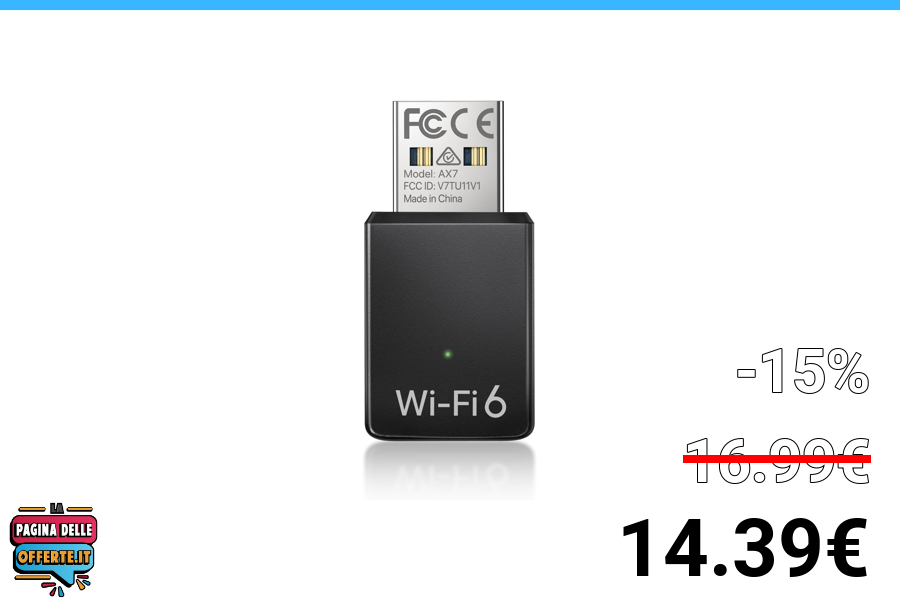 FCC CE
Model: AX7
FCC ID: V7TU11V1
Made in China
Wi-Fi 6
-15%
16.99€
14.39€
LA
PAGINA DELLE
OFFERTE.IT